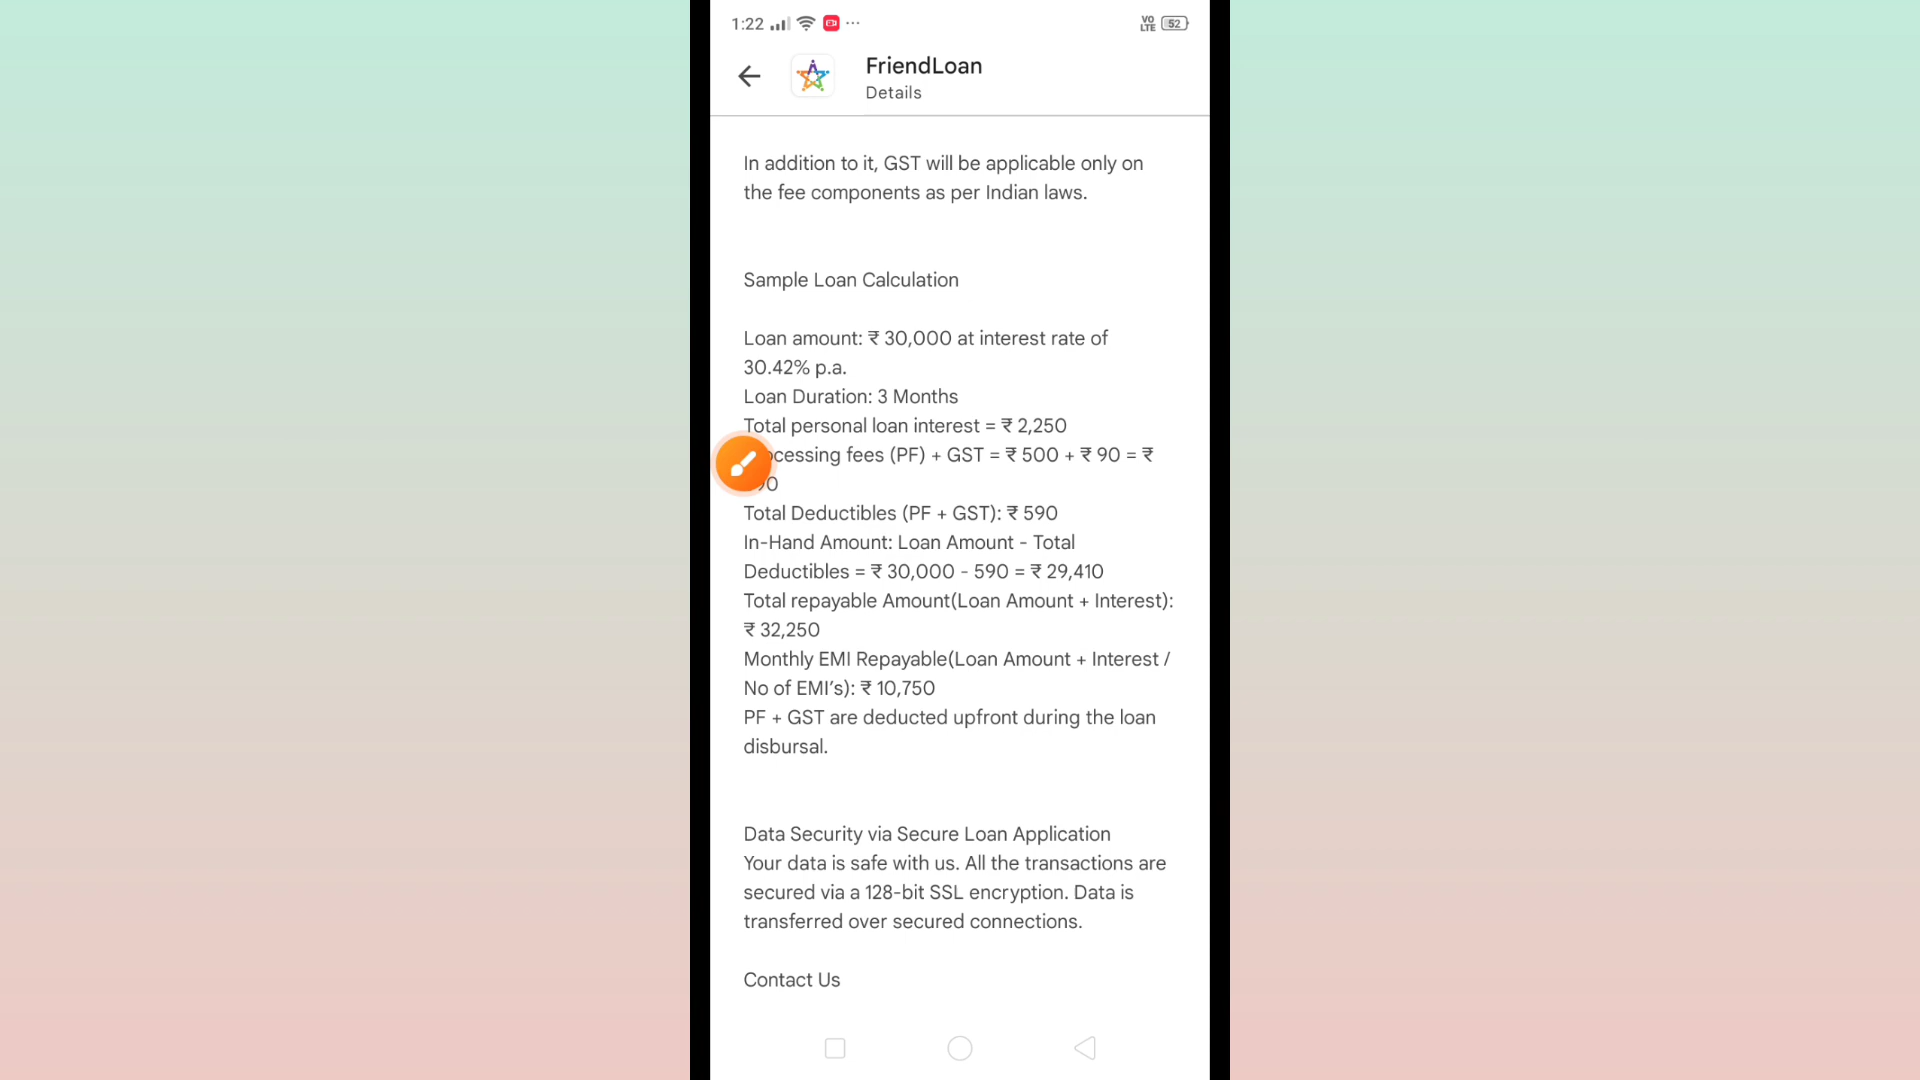 1:22
VO
LTE
52
FriendLoan
Details
In addition to it, GST will be applicable only on
the fee components as per Indian laws.
Sample Loan Calculation
Loan amount: ₹ 30,000 at interest rate of
30.42% p.a.
Loan Duration: 3 Months
Total personal loan interest = ₹ 2,250
cessing fees (PF) + GST = ₹ 500 + ₹ 90 = ₹
90
Total Deductibles (PF + GST): ₹ 590
In-Hand Amount: Loan Amount - Total
Deductibles = ₹ 30,000 - 590 = ₹ 29,410
Total repayable Amount(Loan Amount + Interest):
₹ 32,250
Monthly EMI Repayable(Loan Amount + Interest /
No of EMI’s): ₹ 10,750
PF + GST are deducted upfront during the loan
disbursal.
Data Security via Secure Loan Application
Your data is safe with us. All the transactions are
secured via a 128-bit SSL encryption. Data is
transferred over secured connections.
Contact Us